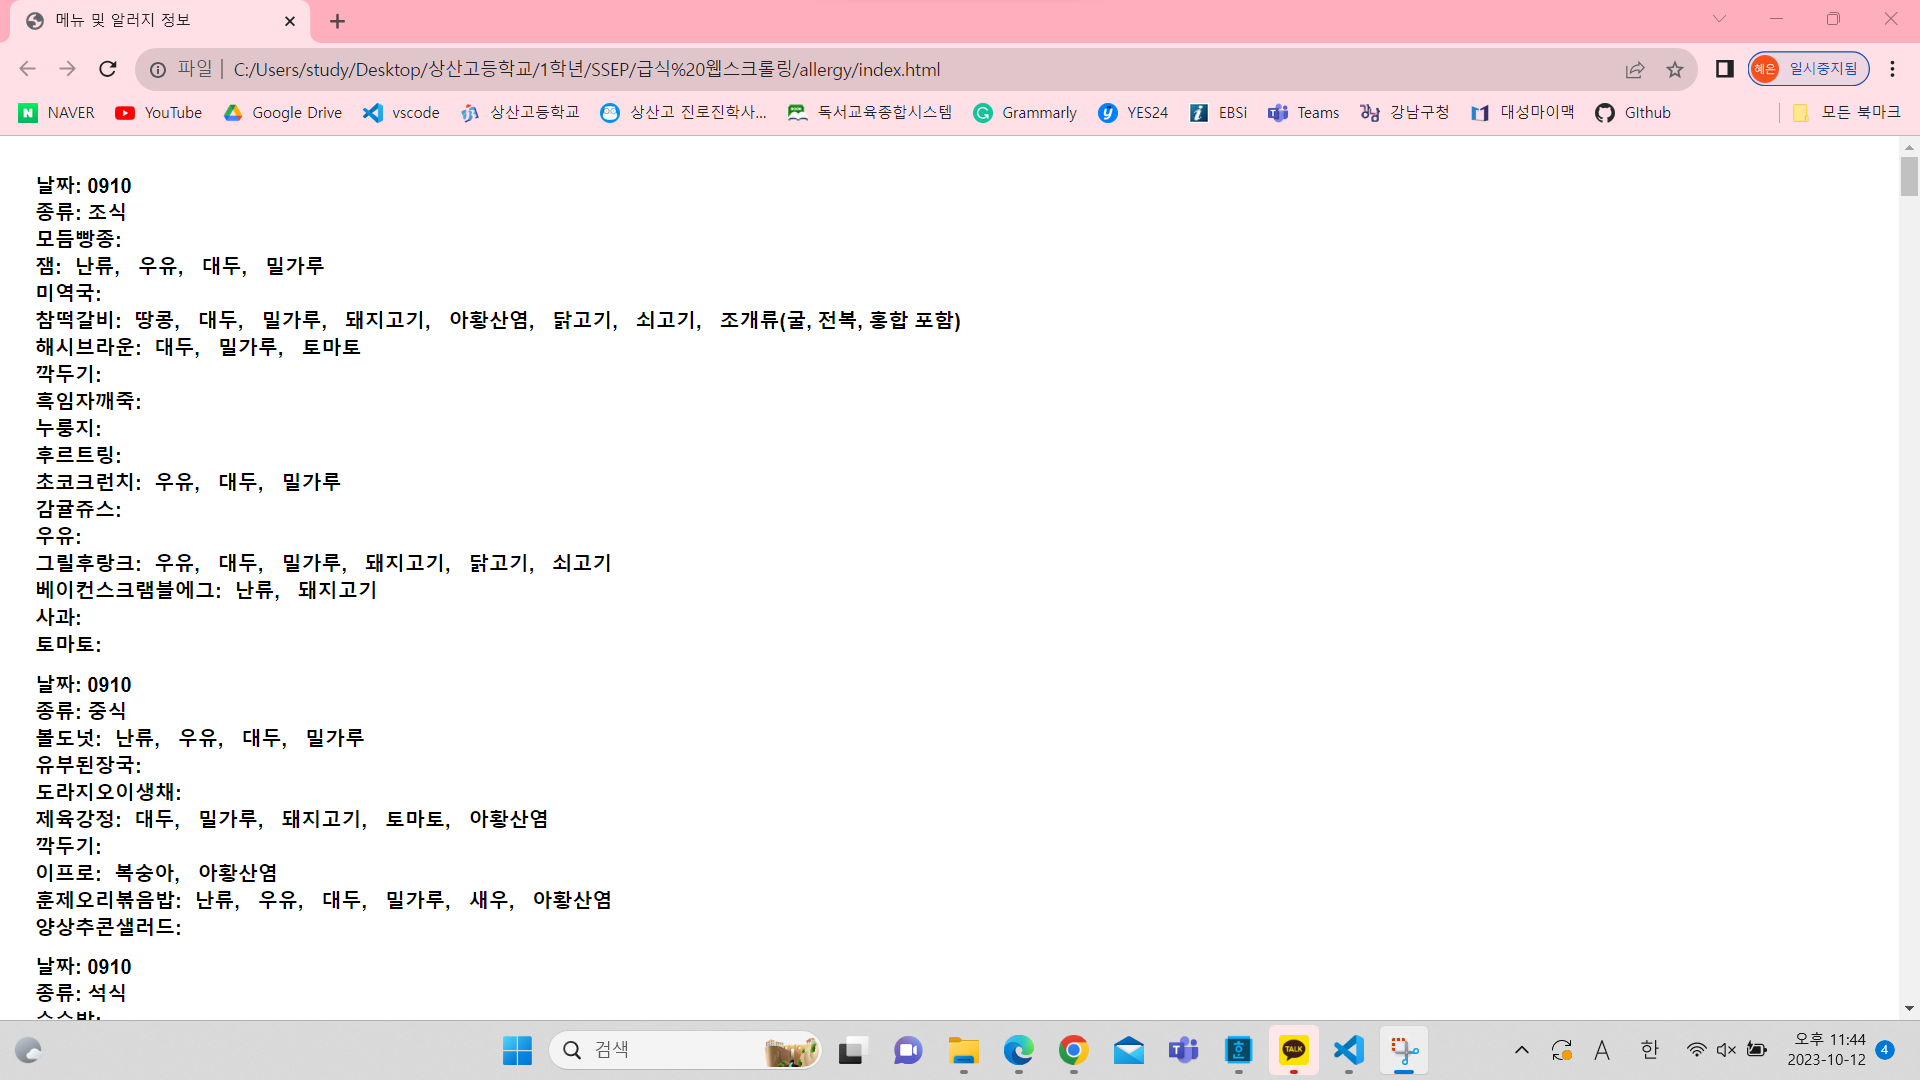 메뉴 및 알러지 정보
파일 | C:/Users/study/Desktop/상산고등학교/1학년/SSEP/급식%20웹스크롤링/allergy/index.html
혜은 일시중지됨
NAVER YouTube Google Drive vscode 상산고등학교 상산고 진로진학사... 독서교육종합시스템 Grammarly YES24 EBSi Teams 강남구청 대성마이맥 GIthub 모든 북마크
날짜: 0910
종류: 조식
모듬빵종:
잼: 난류, 우유, 대두, 밀가루
미역국:
참떡갈비: 땅콩, 대두, 밀가루, 돼지고기, 아황산염, 닭고기, 쇠고기, 조개류(굴, 전복, 홍합 포함)
해시브라운: 대두, 밀가루, 토마토
깍두기:
흑임자깨죽:
누룽지:
후르트링:
초코크런치: 우유, 대두, 밀가루
감귤쥬스:
우유:
그릴후랑크: 우유, 대두, 밀가루, 돼지고기, 닭고기, 쇠고기
베이컨스크램블에그: 난류, 돼지고기
사과:
토마토:
날짜: 0910
종류: 중식
볼도넛: 난류, 우유, 대두, 밀가루
유부된장국:
도라지오이생채:
제육강정: 대두, 밀가루, 돼지고기, 토마토, 아황산염
깍두기:
이프로: 복숭아, 아황산염
훈제오리볶음밥: 난류, 우유, 대두, 밀가루, 새우, 아황산염
양상추콘샐러드:
날짜: 0910
종류: 석식
검색
TALK
A 한
오후 11:44
2023-10-12
4